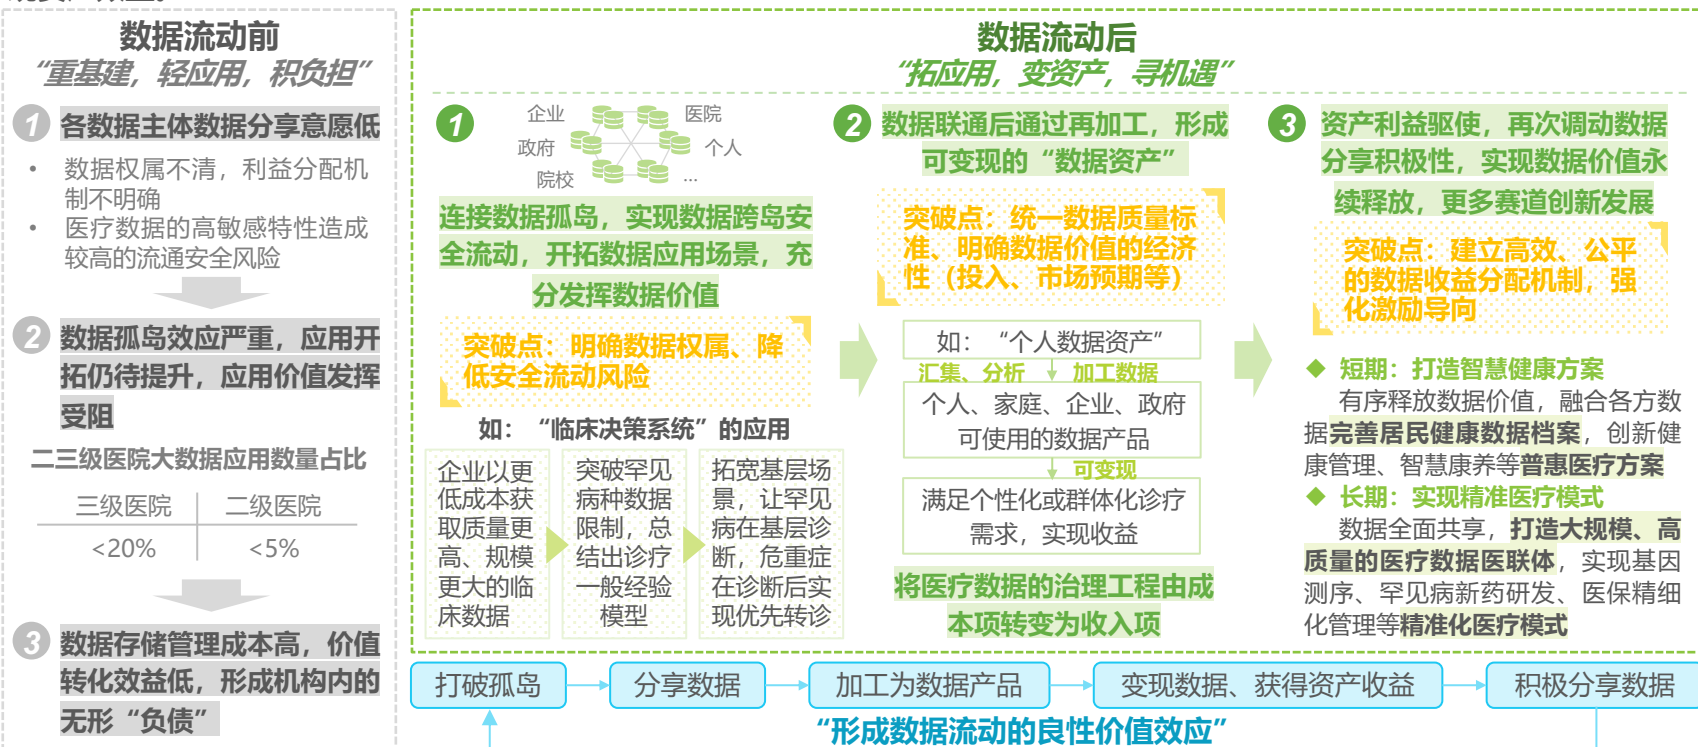 数据流动前
“重基建，轻应用，积负担”
1 各数据主体数据分享意愿低
• 数据权属不清，利益分配机
制不明确
• 医疗数据的高敏感特性造成
较高的流通安全风险
2 数据孤岛效应严重，应用开
拓仍待提升，应用价值发挥
受阻
二三级医院大数据应用数量占比
三级医院 二级医院
<20% <5%
3 数据存储管理成本高，价值
转化效益低，形成机构内的
无形“负债”
数据流动后
“拓应用，变资产，寻机遇”
1
企业 医院
政府 个人
院校 ...
连接数据孤岛，实现数据跨岛安
全流动，开拓数据应用场景，充
分发挥数据价值
突破点：明确数据权属、降
低安全流动风险
如：“临床决策系统”的应用
企业以更
低成本获
取质量更
高、规模
更大的临
床数据
突破罕见
病种数据
限制，总
结出诊疗
一般经验
模型
拓宽基层场
景，让罕见
病在基层诊
断，危重症
在诊断后实
现优先转诊
2 数据联通后通过再加工，形成
可变现的“数据资产”
突破点：统一数据质量标
准、明确数据价值的经济
性（投入、市场预期等）
如：“个人数据资产”
汇集、分析 加工数据
个人、家庭、企业、政府
可使用的数据产品
可变现
满足个性化或群体化诊疗
需求，实现收益
将医疗数据的治理工程由成
本项转变为收入项
3 资产利益驱使，再次调动数据
分享积极性，实现数据价值永
续释放，更多赛道创新发展
突破点：建立高效、公平
的数据收益分配机制，强
化激励导向
◆ 短期：打造智慧健康方案
有序释放数据价值，融合各方数
据完善居民健康数据档案，创新健
康管理、智慧康养等普惠医疗方案
◆ 长期：实现精准医疗模式
数据全面共享，打造大规模、高
质量的医疗数据医联体，实现基因
测序、罕见病新药研发、医保精细
化管理等精准化医疗模式
打破孤岛 分享数据 加工为数据产品 变现数据、获得资产收益 积极分享数据
“形成数据流动的良性价值效应”